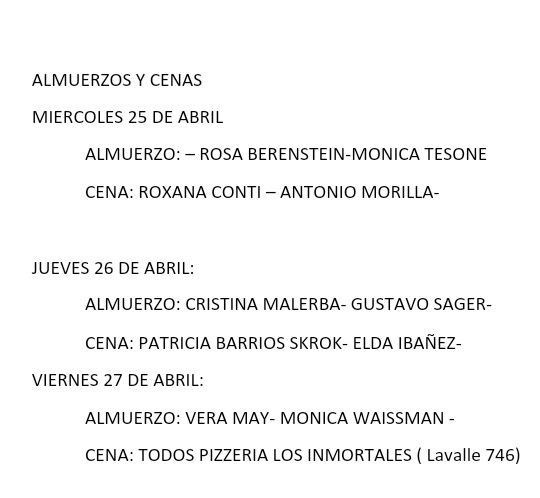 ALMUERZOS Y CENAS
MIERCOLES 25 DE ABRIL
ALMUERZO: – ROSA BERENSTEIN-MONICA TESONE
CENA: ROXANA CONTI – ANTONIO MORILLA-
JUEVES 26 DE ABRIL:
ALMUERZO: CRISTINA MALERBA- GUSTAVO SAGER-
CENA: PATRICIA BARRIOS SKROK- ELDA IBAÑEZ-
VIERNES 27 DE ABRIL:
ALMUERZO: VERA MAY- MONICA WAISSMAN -
CENA: TODOS PIZZERIA LOS INMORTALES ( Lavalle 746)